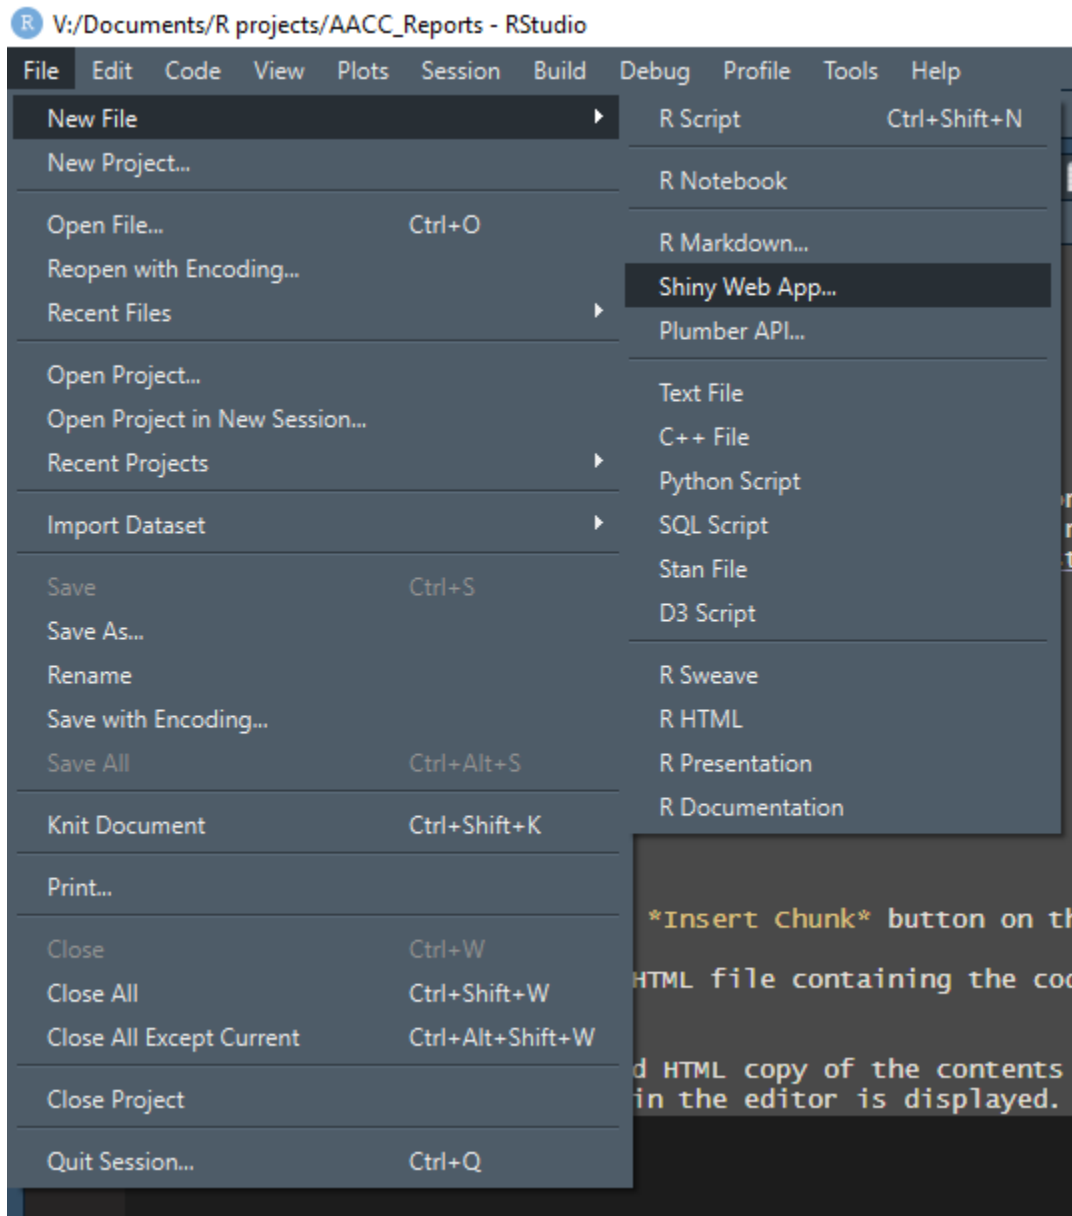 R V:/Documents/R projects/AACC_Reports - RStudio
File Edit Code View Plots Session Build Debug Profile Tools Help
New File
New Project...
Open File... Ctrl+O
Reopen with Encoding...
Recent Files
Open Project...
Open Project in New Session...
Recent Projects
Import Dataset
Save Ctrl+S
Save As...
Rename
Save with Encoding...
Save All Ctrl+Alt+S
Knit Document Ctrl+Shift+K
Print...
Close Ctrl+W
Close All Ctrl+Shift+W
Close All Except Current Ctrl+Alt+Shift+W
Close Project
Quit Session... Ctrl+Q
R Script Ctrl+Shift+N
R Notebook
R Markdown...
Shiny Web App...
Plumber API...
Text File
C++ File
Python Script
SQL Script
Stan File
D3 Script
R Sweave
R HTML
R Presentation
R Documentation
*Insert Chunk* button on th
HTML file containing the cod
d HTML copy of the contents
in the editor is displayed.